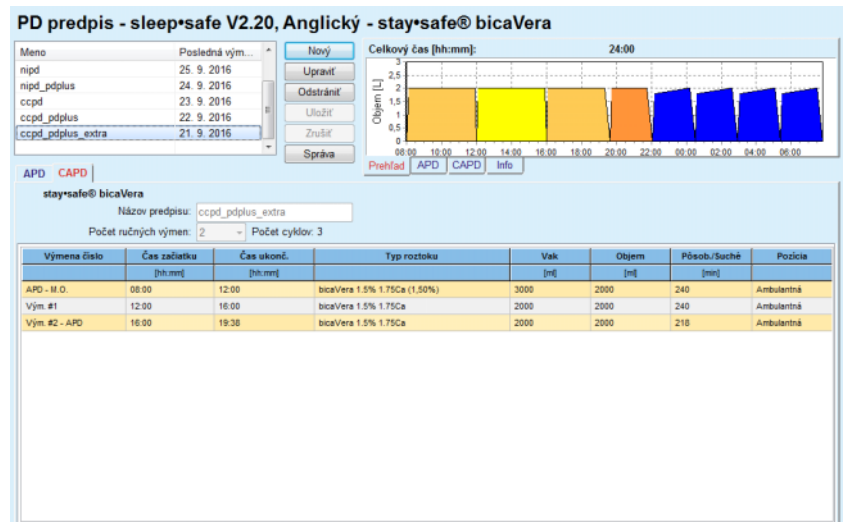 PD predpis - sleep•safe V2.20, Anglický - stay•safe® bicaVera
Meno Posledná vým...
nipd 25. 9. 2016
nipd_pdplus 24. 9. 2016
ccpd 23. 9. 2016
ccpd_pdplus 22. 9. 2016
ccpd_pdplus_extra 21. 9. 2016
Nový
Upraviť
Odstrániť
Uložiť
Zrušiť
Správa
Celkový čas [hh:mm]: 24:00
Objem [L]
3
2,5
2
1,5
1
0,5
0
08:00 10:00 12:00 14:00 16:00 18:00 20:00 22:00 00:00 02:00 04:00 06:00
Prehľad APD CAPD Info
APD CAPD
stay•safe® bicaVera
Názov predpisu: ccpd_pdplus_extra
Počet ručných výmen: 2 Počet cyklov: 3
Výmena číslo Čas začiatku Čas ukonč. Typ roztoku Vak Objem Pôsob./Suché Pozícia
[hh:mm] [hh:mm] [ml] [ml] [min]
APD - M.O. 08:00 12:00 bicaVera 1.5% 1.75Ca (1,50%) 3000 2000 240 Ambulantná
Vým. #1 12:00 16:00 bicaVera 1.5% 1.75Ca 2000 2000 240 Ambulantná
Vým. #2 - APD 16:00 19:38 bicaVera 1.5% 1.75Ca 2000 2000 218 Ambulantná